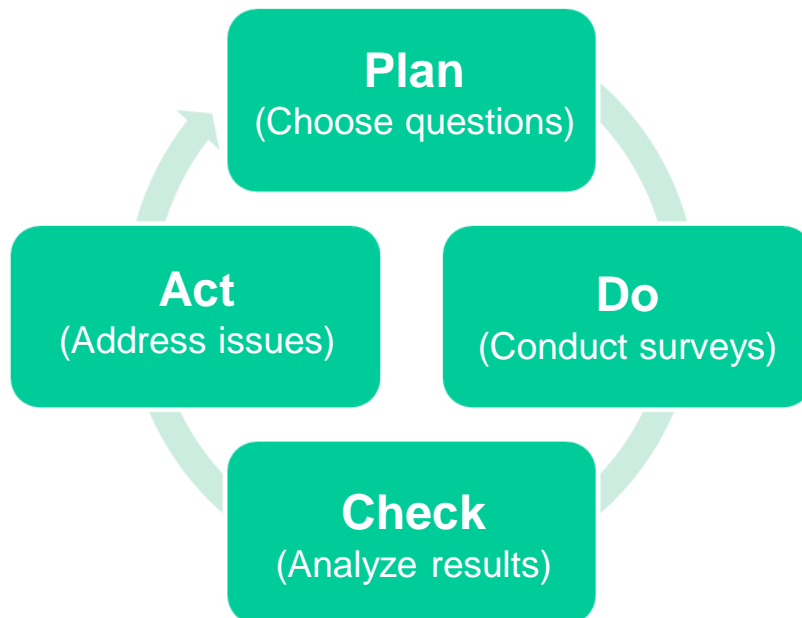 Plan
(Choose questions)
Do
(Conduct surveys)
Check
(Analyze results)
Act
(Address issues)